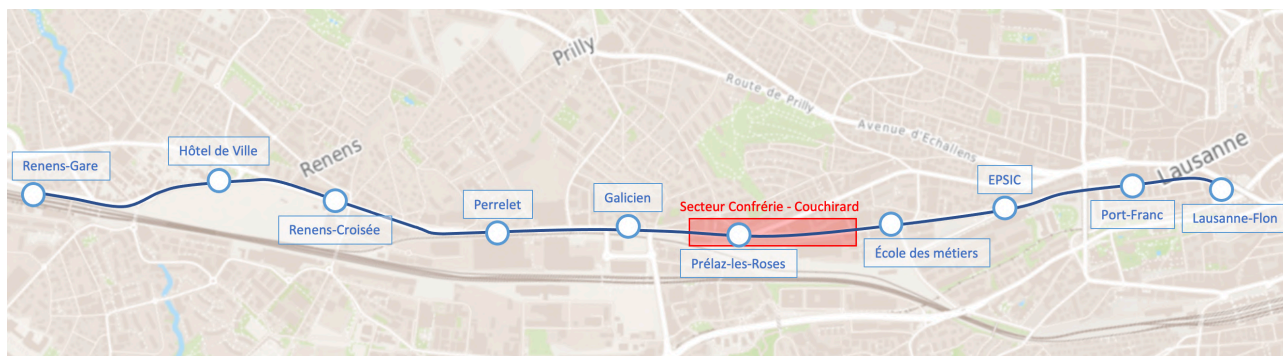 Prilly
Route de Prilly
Avenue d'Echallens
Renens
Lausanne
Renens-Gare
Hôtel de Ville
Renens-Croisée
Perrelet
Galicien
Secteur Confrérie - Couchirard
Prélaz-les-Roses
École des métiers
EPSIC
Port-Franc
Lausanne-Flon